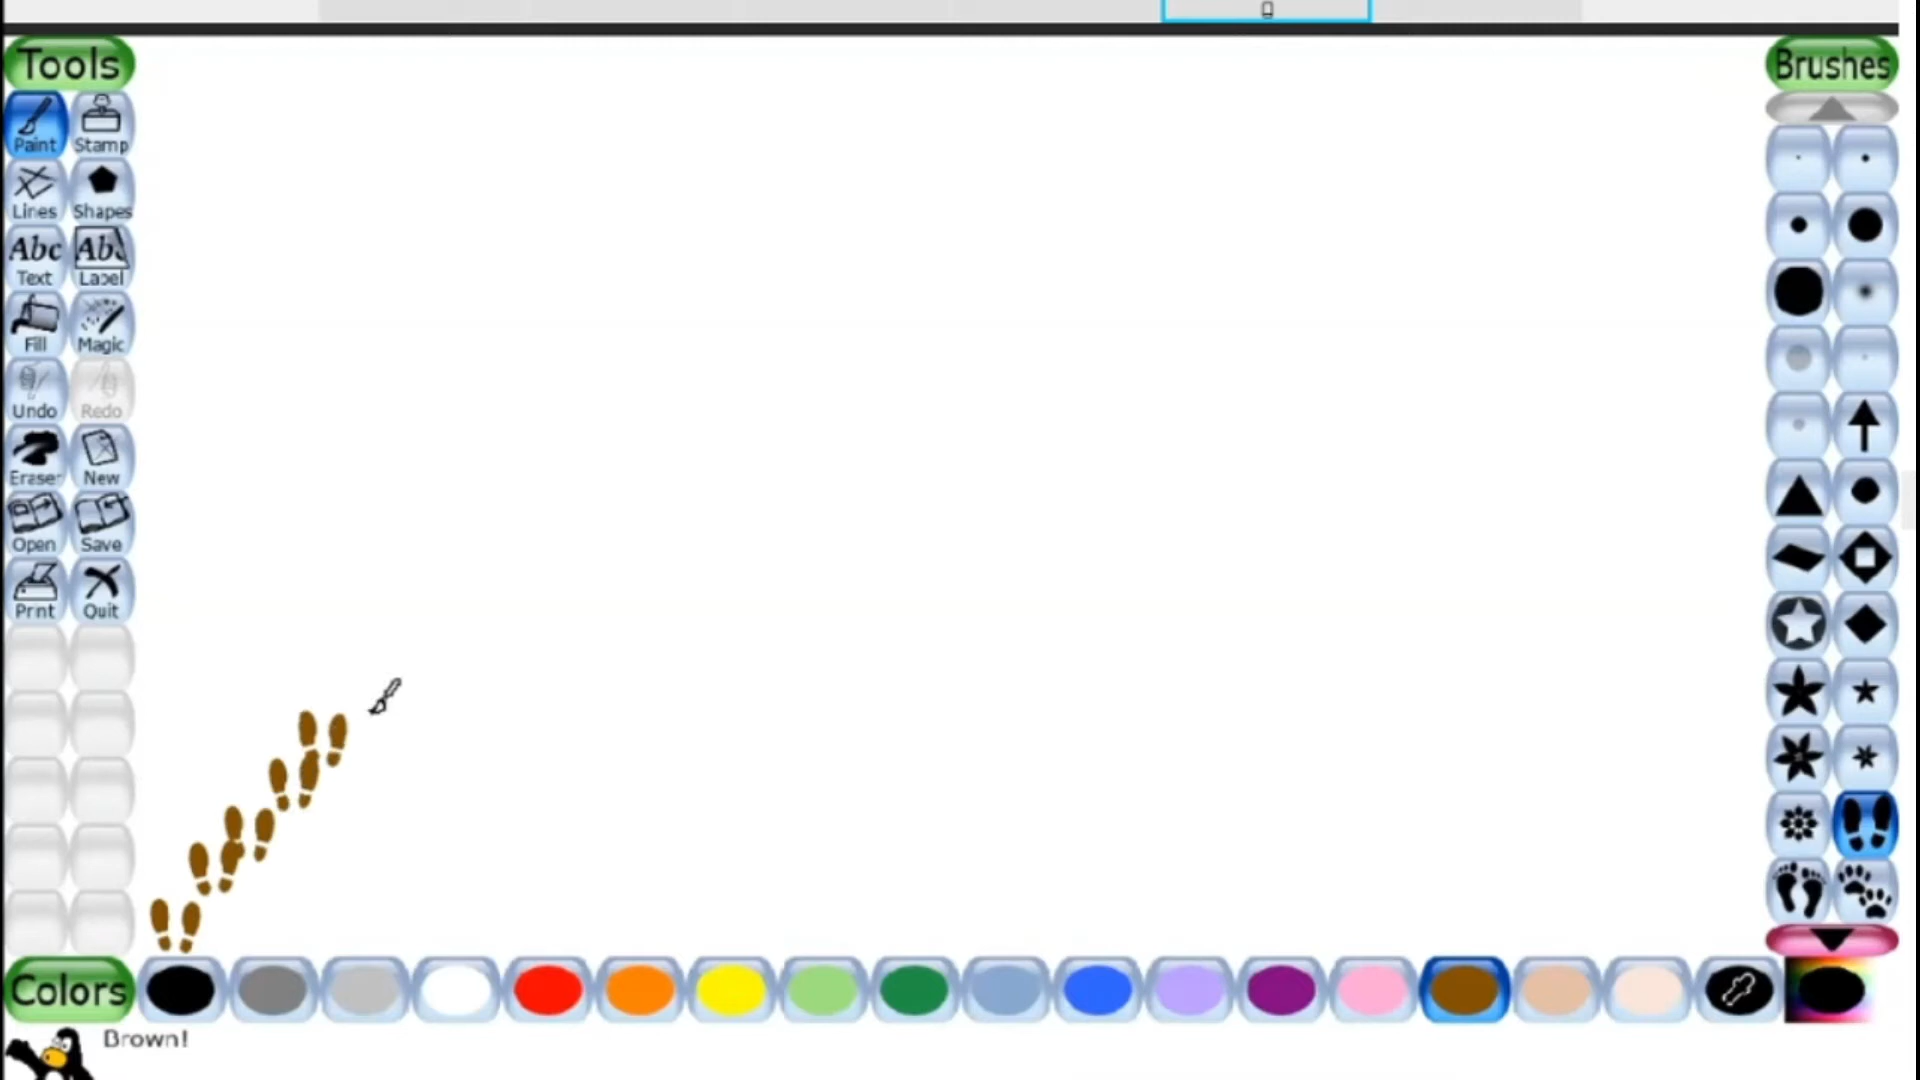 Tools
Brushes
Paint Stamp
Lines Shapes
Abc Abc
Text Label
Fill Magic
Undo Redo
Eraser New
Open Save
Print Quit
Colors
Brown!